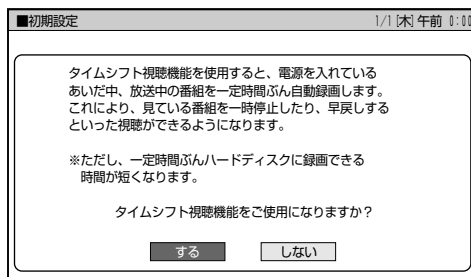 ■初期設定 1/1[木]午前 0:00
タイムシフト視聴機能を使用すると、電源を入れている
あいだ中、放送中の番組を一定時間ぶん自動録画します。
これにより、見ている番組を一時停止したり、早戻しする
といった視聴ができるようになります。
※ただし、一定時間ぶんハードディスクに録画できる
時間が短くなります。
タイムシフト視聴機能をご使用になりますか？
する しない